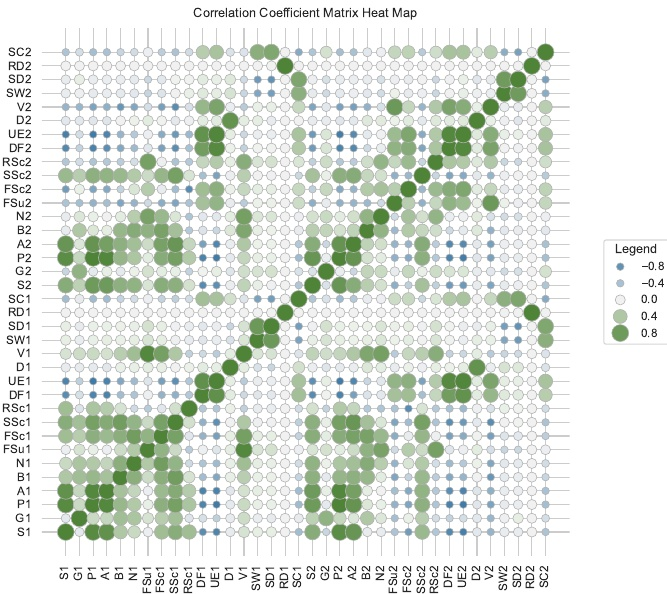 Correlation Coefficient Matrix Heat Map
SC2
RD2
SD2
SW2
V2
D2
UE2
DF2
RSc2
SSc2
FSc2
FSu2
N2
B2
A2
P2
G2
S2
SC1
RD1
SD1
SW1
V1
D1
UE1
DF1
RSc1
SSc1
FSc1
FSu1
N1
B1
A1
P1
G1
S1
Legend
−0.8
−0.4
0.0
0.4
0.8
S1 G1 P1 A1 B1 N1 FSu1 FSc1 SSc1 RSc1 DF1 UE1 D1 V1 SW1 SD1 RD1 SC1 S2 G2 P2 A2 B2 N2 FSu2 FSc2 SSc2 RSc2 DF2 UE2 D2 V2 SW2 SD2 RD2 SC2